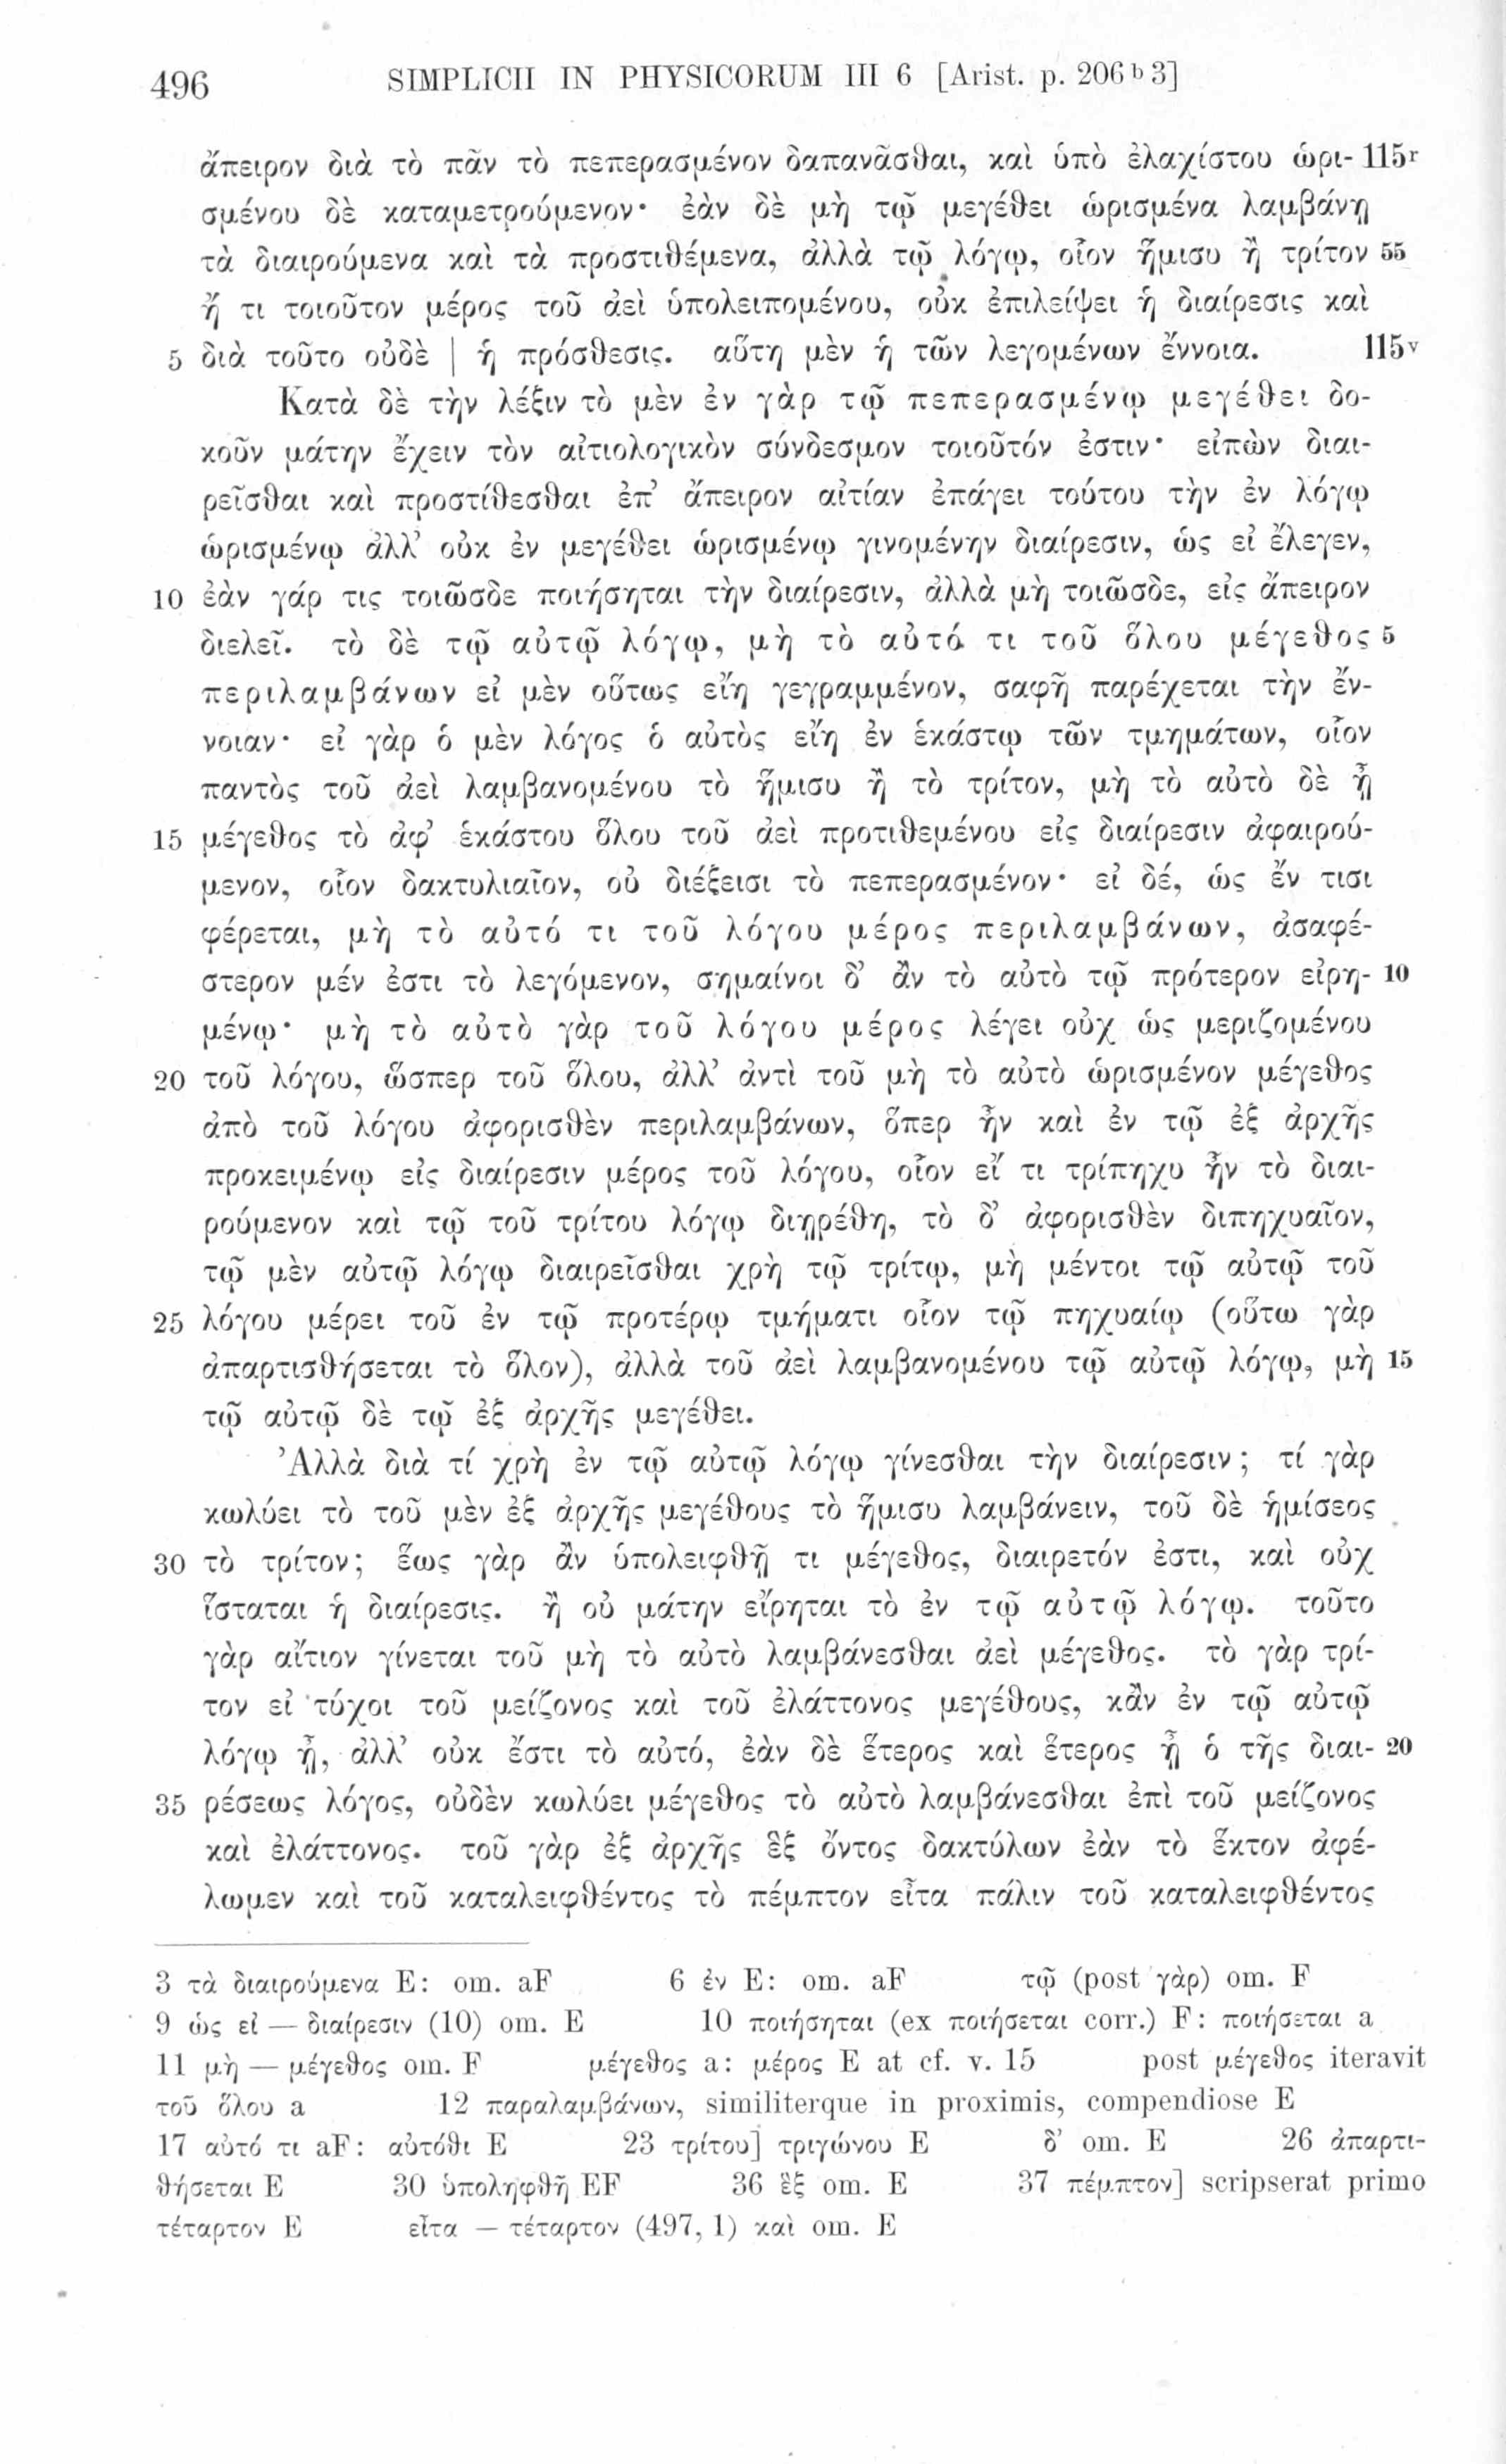 496 SIMPLICII IN PHYSICORUM III 6 [Arist. p. 206 b 3]
ἄπειρον διὰ τὸ πᾶν τὸ πεπερασμένον δαπανᾶσθαι, καὶ ὑπὸ ἐλαχίστου ὡρι- 115r
σμένου δὲ καταμετρούμενον· ἐὰν δὲ μὴ τῷ μεγέθει ὡρισμένα λαμβάνῃ
τὰ διαιρούμενα καὶ τὰ προστιθέμενα, ἀλλὰ τῷ λόγῳ, οἷον ἥμισυ ἢ τρίτον 55
ἤ τι τοιοῦτον μέρος τοῦ ἀεὶ ὑπολειπομένου, οὐκ ἐπιλείψει ἡ διαίρεσις καὶ
5 διὰ τοῦτο οὐδὲ | ἡ πρόσθεσις. αὕτη μὲν ἡ τῶν λεγομένων ἔννοια. 115v
Κατὰ δὲ τὴν λέξιν τὸ μὲν ἐν γὰρ τῷ πεπερασμένῳ μεγέθει δο-
κοῦν μάτην ἔχειν τὸν αἰτιολογικὸν σύνδεσμον τοιοῦτόν ἐστιν· εἰπὼν διαι-
ρεῖσθαι καὶ προστίθεσθαι ἐπ’ ἄπειρον αἰτίαν ἐπάγει τούτου τὴν ἐν λόγῳ
ὡρισμένῳ ἀλλ’ οὐκ ἐν μεγέθει ὡρισμένῳ γινομένην διαίρεσιν, ὡς εἰ ἔλεγεν,
10 ἐὰν γάρ τις τοιῶσδε ποιήσηται τὴν διαίρεσιν, ἀλλὰ μὴ τοιῶσδε, εἰς ἄπειρον
διελεῖ. τὸ δὲ τῷ αὐτῷ λόγῳ, μὴ τὸ αὐτό τι τοῦ ὅλου μέγεθος 5
περιλαμβάνων εἰ μὲν οὕτως εἴη γεγραμμένον, σαφῆ παρέχεται τὴν ἔν-
νοιαν· εἰ γὰρ ὁ μὲν λόγος ὁ αὐτὸς εἴη ἐν ἑκάστῳ τῶν τμημάτων, οἷον
παντὸς τοῦ ἀεὶ λαμβανομένου τὸ ἥμισυ ἢ τὸ τρίτον, μὴ τὸ αὐτὸ δὲ ᾖ
15 μέγεθος τὸ ἀφ’ ἑκάστου ὅλου τοῦ ἀεὶ προτιθεμένου εἰς διαίρεσιν ἀφαιρού-
μενον, οἷον δακτυλιαῖον, οὐ διέξεισι τὸ πεπερασμένον· εἰ δέ, ὡς ἔν τισι
φέρεται, μὴ τὸ αὐτό τι τοῦ λόγου μέρος περιλαμβάνων, ἀσαφέ-
στερον μέν ἐστι τὸ λεγόμενον, σημαίνοι δ’ ἂν τὸ αὐτὸ τῷ πρότερον εἰρη- 10
μένῳ· μὴ τὸ αὐτὸ γὰρ τοῦ λόγου μέρος λέγει οὐχ ὡς μεριζομένου
20 τοῦ λόγου, ὥσπερ τοῦ ὅλου, ἀλλ’ ἀντὶ τοῦ μὴ τὸ αὐτὸ ὡρισμένον μέγεθος
ἀπὸ τοῦ λόγου ἀφορισθὲν περιλαμβάνων, ὅπερ ἦν καὶ ἐν τῷ ἐξ ἀρχῆς
προκειμένῳ εἰς διαίρεσιν μέρος τοῦ λόγου, οἷον εἴ τι τρίπηχυ ἦν τὸ διαι-
ρούμενον καὶ τῷ τοῦ τρίτου λόγῳ διῃρέθη, τὸ δ’ ἀφορισθὲν διπηχυαῖον,
τῷ μὲν αὐτῷ λόγῳ διαιρεῖσθαι χρὴ τῷ τρίτῳ, μὴ μέντοι τῷ αὐτῷ τοῦ
25 λόγου μέρει τοῦ ἐν τῷ προτέρῳ τμήματι οἷον τῷ πηχυαίῳ (οὕτω γὰρ
ἀπαρτισθήσεται τὸ ὅλον), ἀλλὰ τοῦ ἀεὶ λαμβανομένου τῷ αὐτῷ λόγῳ, μὴ 15
τῷ αὐτῷ δὲ τῷ ἐξ ἀρχῆς μεγέθει.
Ἀλλὰ διὰ τί χρὴ ἐν τῷ αὐτῷ λόγῳ γίνεσθαι τὴν διαίρεσιν; τί γὰρ
κωλύει τὸ τοῦ μὲν ἐξ ἀρχῆς μεγέθους τὸ ἥμισυ λαμβάνειν, τοῦ δὲ ἡμίσεος
30 τὸ τρίτον; ἕως γὰρ ἂν ὑπολειφθῇ τι μέγεθος, διαιρετόν ἐστι, καὶ οὐχ
ἵσταται ἡ διαίρεσις. ἢ οὐ μάτην εἴρηται τὸ ἐν τῷ αὐτῷ λόγῳ. τοῦτο
γὰρ αἴτιον γίνεται τοῦ μὴ τὸ αὐτὸ λαμβάνεσθαι ἀεὶ μέγεθος. τὸ γὰρ τρί-
τον εἰ τύχοι τοῦ μείζονος καὶ τοῦ ἐλάττονος μεγέθους, κἂν ἐν τῷ αὐτῷ
λόγῳ ᾖ, ἀλλ’ οὐκ ἔστι τὸ αὐτό, ἐὰν δὲ ἕτερος καὶ ἕτερος ᾖ ὁ τῆς διαι- 20
35 ρέσεως λόγος, οὐδὲν κωλύει μέγεθος τὸ αὐτὸ λαμβάνεσθαι ἐπὶ τοῦ μείζονος
καὶ ἐλάττονος. τοῦ γὰρ ἐξ ἀρχῆς ἓξ ὄντος δακτύλων ἐὰν τὸ ἕκτον ἀφέ-
λωμεν καὶ τοῦ καταλειφθέντος τὸ πέμπτον εἶτα πάλιν τοῦ καταλειφθέντος
3 τὰ διαιρούμενα E: om. aF 6 ἐν E: om. aF τῷ (post γὰρ) om. F
9 ὡς εἰ — διαίρεσιν (10) om. E 10 ποιήσηται (ex ποιήσεται corr.) F: ποιήσεται a
11 μὴ — μέγεθος om. F μέγεθος a: μέρος E at cf. v. 15 post μέγεθος iteravit
τοῦ ὅλου a 12 παραλαμβάνων, similiterque in proximis, compendiose E
17 αὐτό τι aF: αὐτόθι E 23 τρίτου] τριγώνου E δ’ om. E 26 ἀπαρτι-
θήσεται E 30 ὑποληφθῇ EF 36 ἓξ om. E 37 πέμπτον] scripserat primo
τέταρτον E εἶτα — τέταρτον (497, 1) καὶ om. E